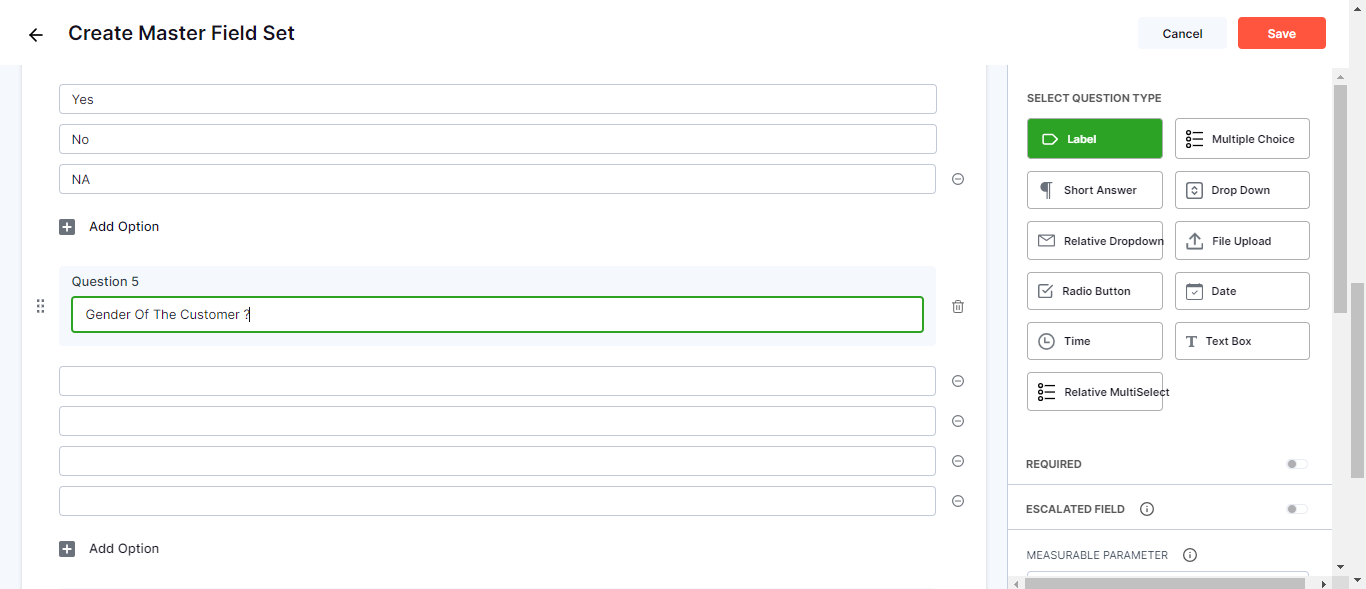 Create Master Field Set
Cancel
Save
Yes
No
NA
Add Option
Question 5
Gender Of The Customer ?
Add Option
SELECT QUESTION TYPE
Label
Multiple Choice
Short Answer
Drop Down
Relative Dropdown
File Upload
Radio Button
Date
Time
Text Box
Relative MultiSelect
REQUIRED
ESCALATED FIELD
MEASURABLE PARAMETER